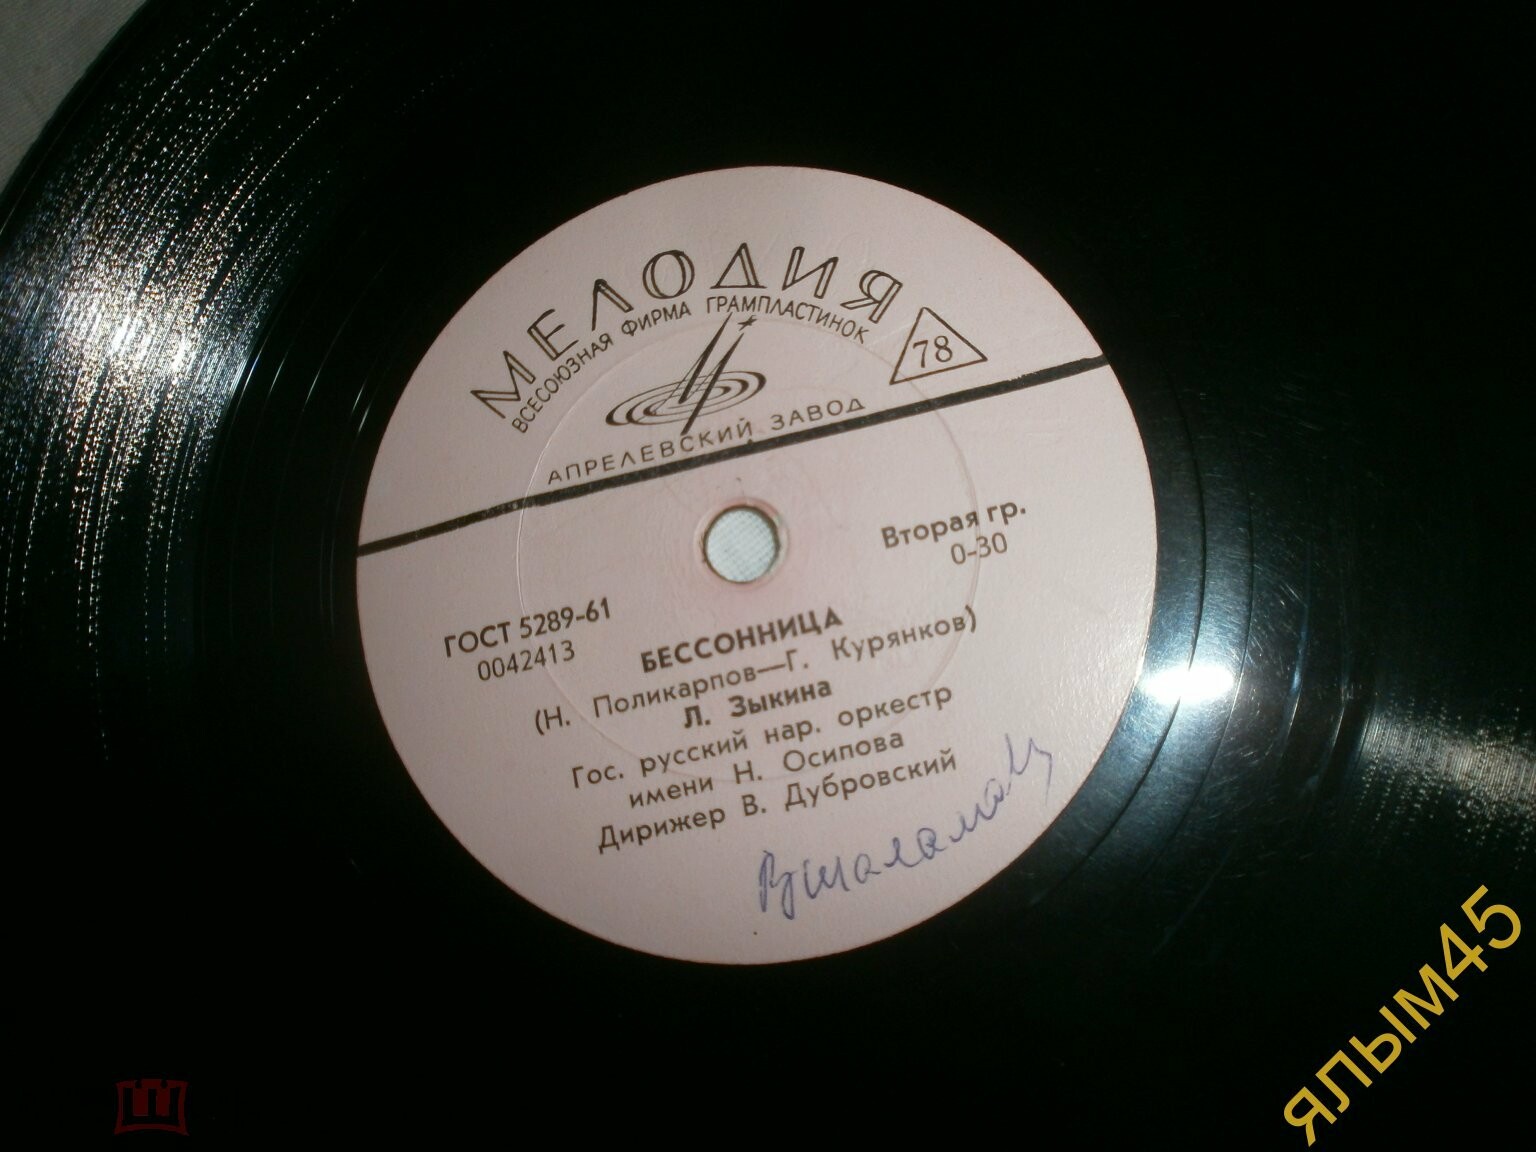 МЕЛОДИЯ
ВСЕСОЮЗНАЯ ФИРМА ГРАМПЛАСТИНОК
78
АПРЕЛЕВСКИЙ ЗАВОД
Вторая гр.
0-30
ГОСТ 5289-61
0042413
БЕССОННИЦА
(Н. Поликарпов—Г. Курянков)
Л. Зыкина
Гос. русский нар. оркестр
имени Н. Осипова
Дирижер В. Дубровский
ялым45